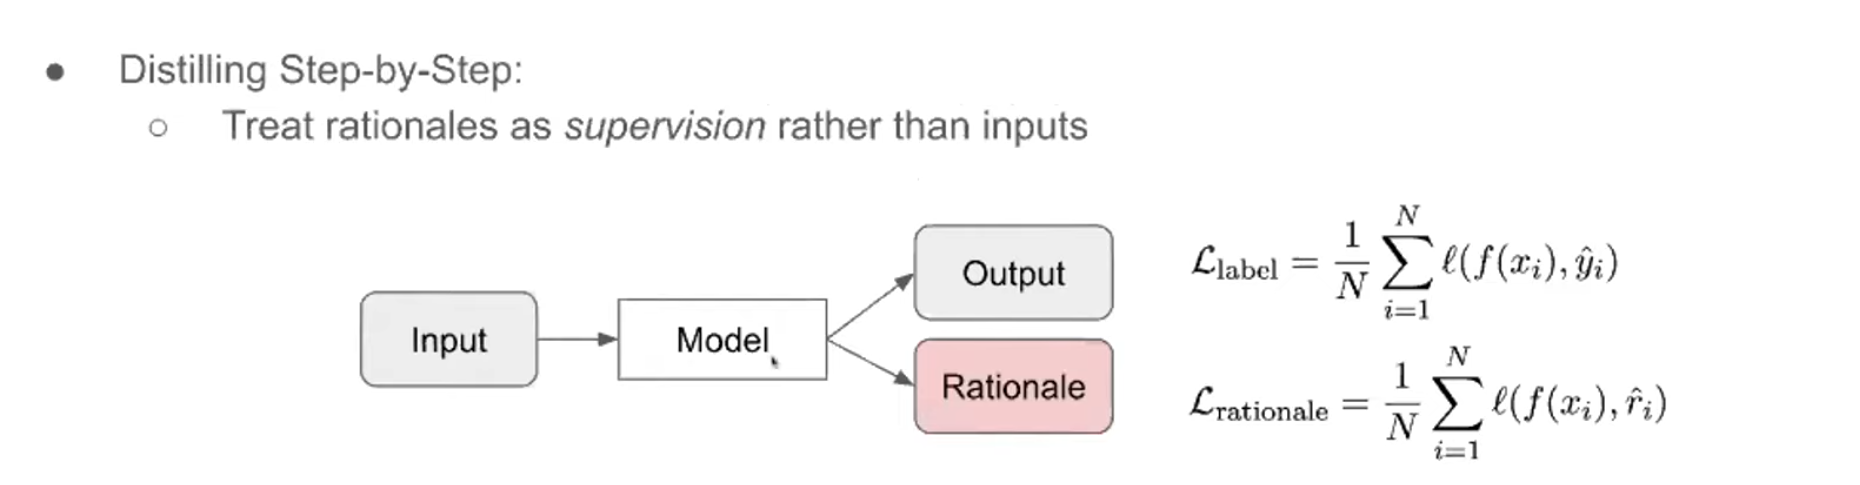 ● Distilling Step-by-Step:
○ Treat rationales as supervision rather than inputs
Input
Model
Output
Rationale
$\mathcal{L}_{\text{label}} = \frac{1}{N} \sum_{i=1}^{N} \ell(f(x_i), \hat{y}_i)$
$\mathcal{L}_{\text{rationale}} = \frac{1}{N} \sum_{i=1}^{N} \ell(f(x_i), \hat{r}_i)$